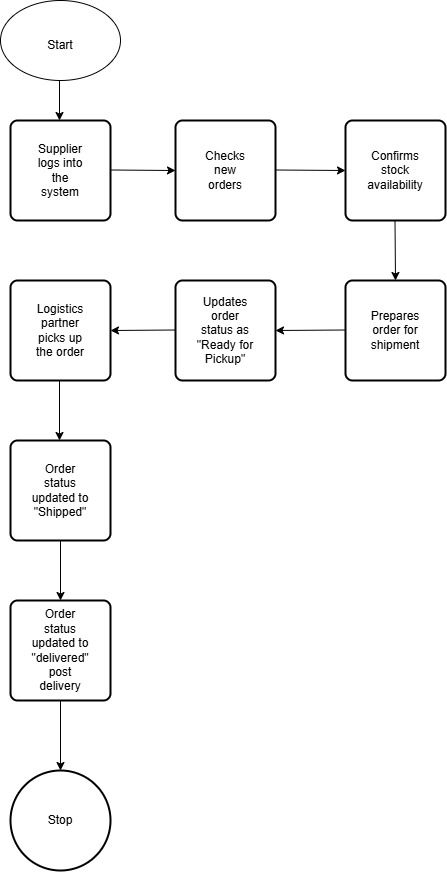 Start
Supplier
logs into
the
system
Checks
new
orders
Confirms
stock
availability
Prepares
order for
shipment
Updates
order
status as
"Ready for
Pickup"
Logistics
partner
picks up
the order
Order
status
updated to
"Shipped"
Order
status
updated to
"delivered"
post
delivery
Stop